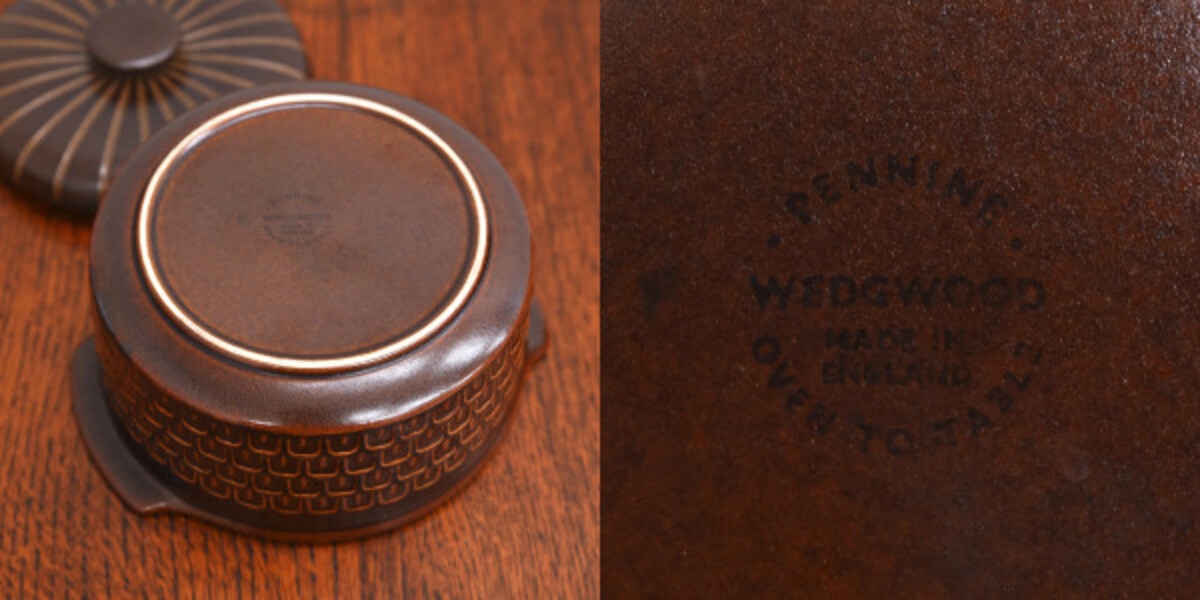 · PENNINE ·
WEDGWOOD
MADE IN
ENGLAND
OVEN TO TABLE